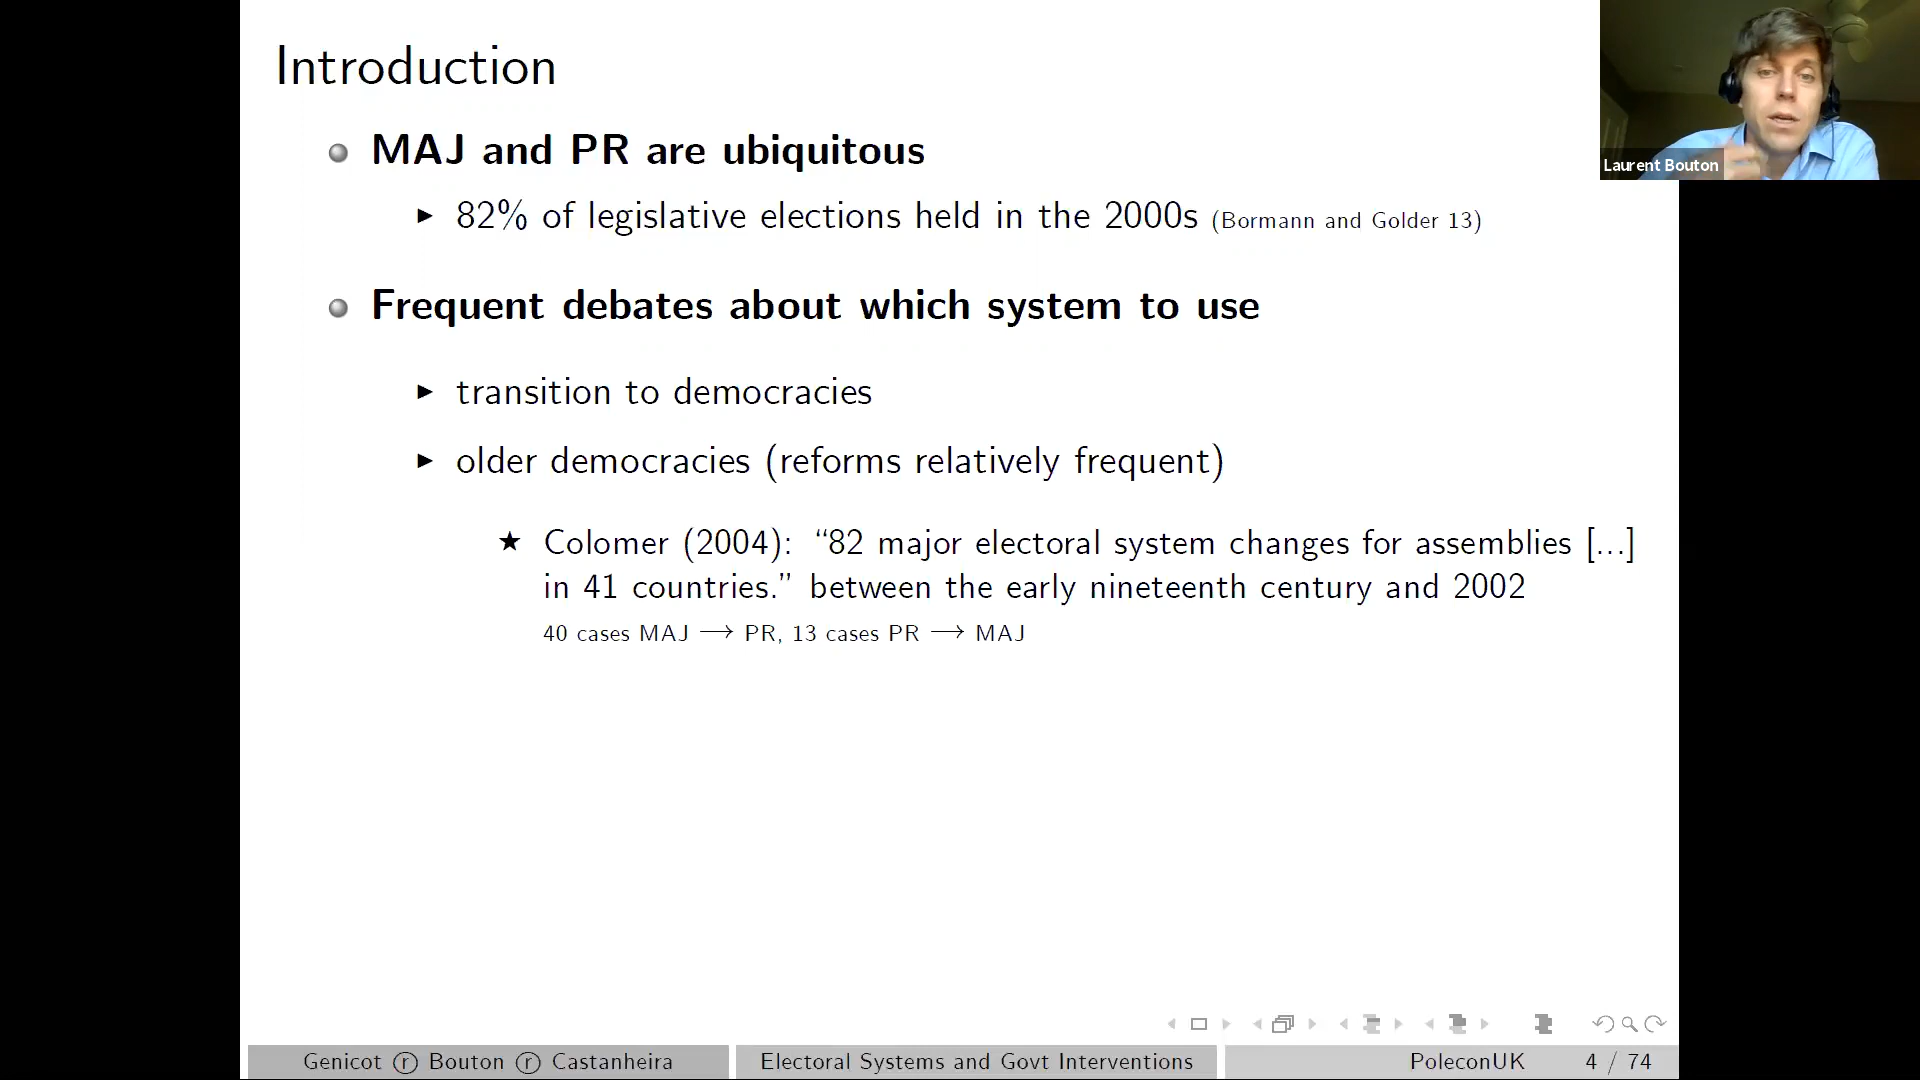 Introduction
MAJ and PR are ubiquitous
82% of legislative elections held in the 2000s (Bormann and Golder 13)
Frequent debates about which system to use
transition to democracies
older democracies (reforms relatively frequent)
Colomer (2004): “82 major electoral system changes for assemblies [...]
in 41 countries.” between the early nineteenth century and 2002
40 cases MAJ → PR, 13 cases PR → MAJ
Laurent Bouton
Genicot ⓡ Bouton ⓡ Castanheira
Electoral Systems and Govt Interventions
PoleconUK
4 / 74